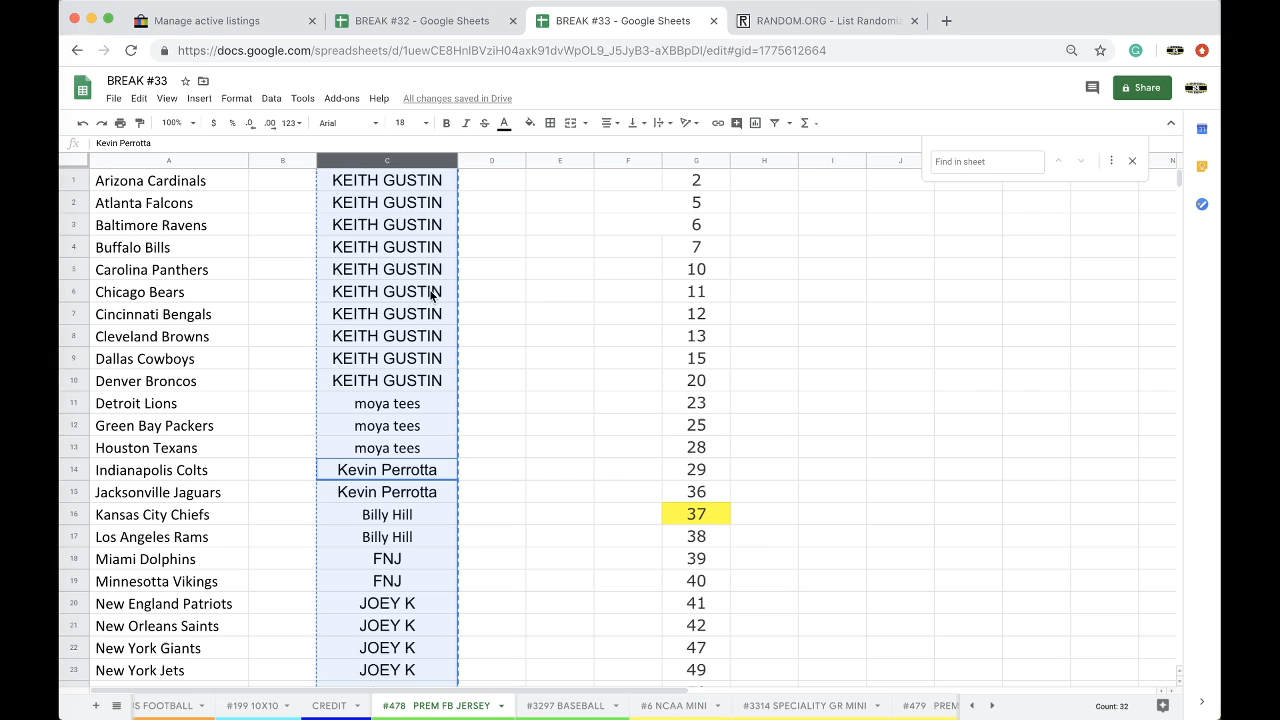 Manage active listings
BREAK #32 - Google Sheets
BREAK #33 - Google Sheets
RANDOM.ORG - List Randomiz
https://docs.google.com/spreadsheets/d/1uewCE8HnIBVziH04axk91dvWpOL9_J5JyB3-aXBBpDI/edit#gid=1775612664
BREAK #33
File Edit View Insert Format Data Tools Add-ons Help All changes saved in Drive
Share
100% $ % .0 .00 123 Arial 18 B I S A
fx Kevin Perrotta
Find in sheet
A B C D E F G H I J N
1 Arizona Cardinals KEITH GUSTIN 2
2 Atlanta Falcons KEITH GUSTIN 5
3 Baltimore Ravens KEITH GUSTIN 6
4 Buffalo Bills KEITH GUSTIN 7
5 Carolina Panthers KEITH GUSTIN 10
6 Chicago Bears KEITH GUSTIN 11
7 Cincinnati Bengals KEITH GUSTIN 12
8 Cleveland Browns KEITH GUSTIN 13
9 Dallas Cowboys KEITH GUSTIN 15
10 Denver Broncos KEITH GUSTIN 20
11 Detroit Lions moya tees 23
12 Green Bay Packers moya tees 25
13 Houston Texans moya tees 28
14 Indianapolis Colts Kevin Perrotta 29
15 Jacksonville Jaguars Kevin Perrotta 36
16 Kansas City Chiefs Billy Hill 37
17 Los Angeles Rams Billy Hill 38
18 Miami Dolphins FNJ 39
19 Minnesotta Vikings FNJ 40
20 New England Patriots JOEY K 41
21 New Orleans Saints JOEY K 42
22 New York Giants JOEY K 47
23 New York Jets JOEY K 49
S FOOTBALL #199 10X10 CREDIT #478 PREM FB JERSEY #3297 BASEBALL #6 NCAA MINI #3314 SPECIALITY OR MINI #479 PREM Count: 32